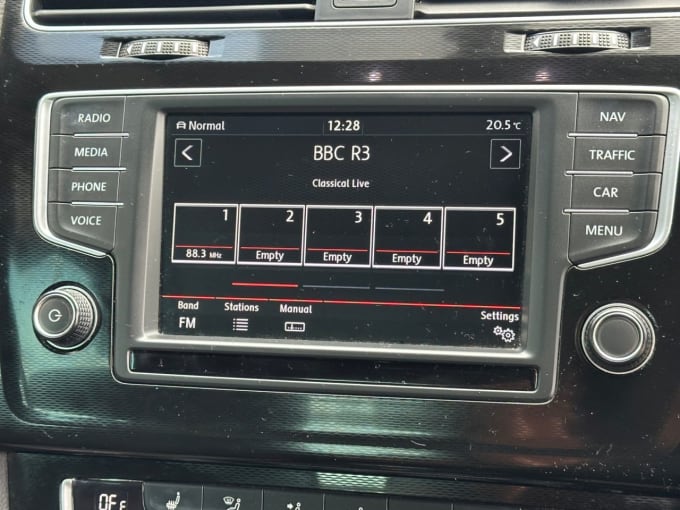 RADIO
MEDIA
PHONE
VOICE
Normal 12:28 20.5 °C
BBC R3
Classical Live
1 2 3 4 5
88.3 MHz Empty Empty Empty Empty
Band Stations Manual Settings
FM
NAV
TRAFFIC
CAR
MENU
OFF